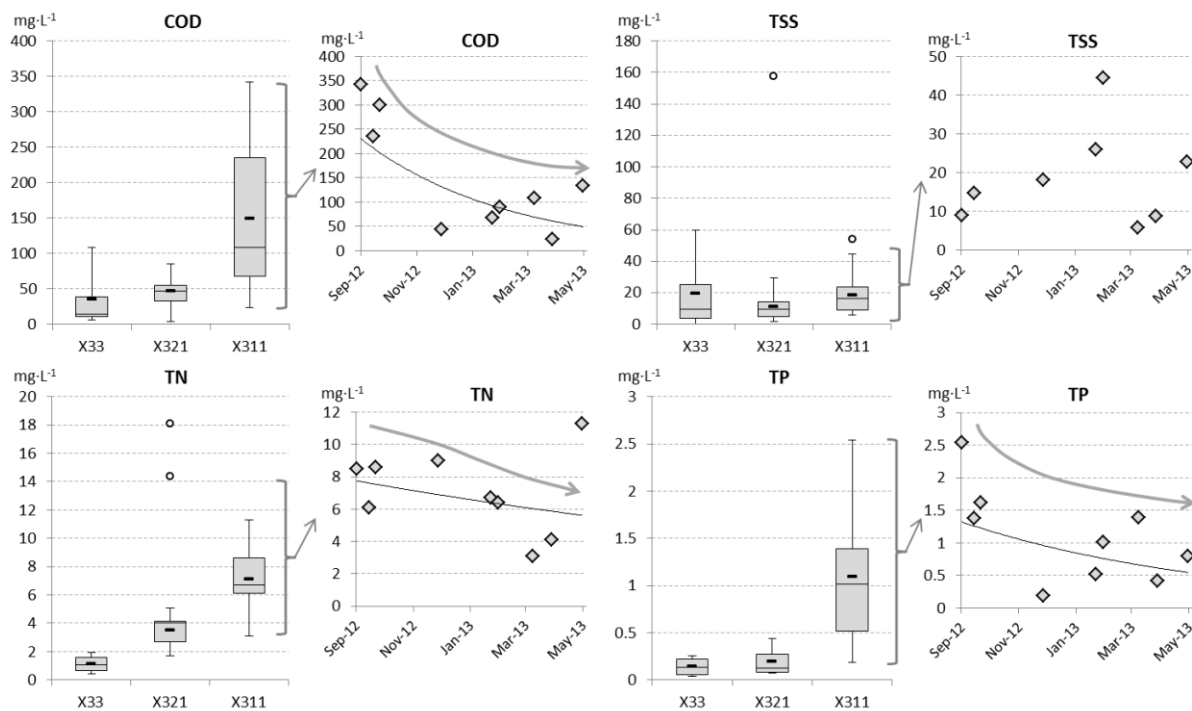 mg·L⁻¹
COD
400
350
300
250
200
150
100
50
0
X33 X321 X311
mg·L⁻¹
COD
400
350
300
250
200
150
100
50
0
Sep-12 Nov-12 Jan-13 Mar-13 May-13
mg·L⁻¹
TSS
180
160
140
120
100
80
60
40
20
0
X33 X321 X311
mg·L⁻¹
TSS
50
40
30
20
10
0
Sep-12 Nov-12 Jan-13 Mar-13 May-13
mg·L⁻¹
TN
20
18
16
14
12
10
8
6
4
2
0
X33 X321 X311
mg·L⁻¹
TN
12
10
8
6
4
2
0
Sep-12 Nov-12 Jan-13 Mar-13 May-13
mg·L⁻¹
TP
3
2.5
2
1.5
1
0.5
0
X33 X321 X311
mg·L⁻¹
TP
3
2.5
2
1.5
1
0.5
0
Sep-12 Nov-12 Jan-13 Mar-13 May-13